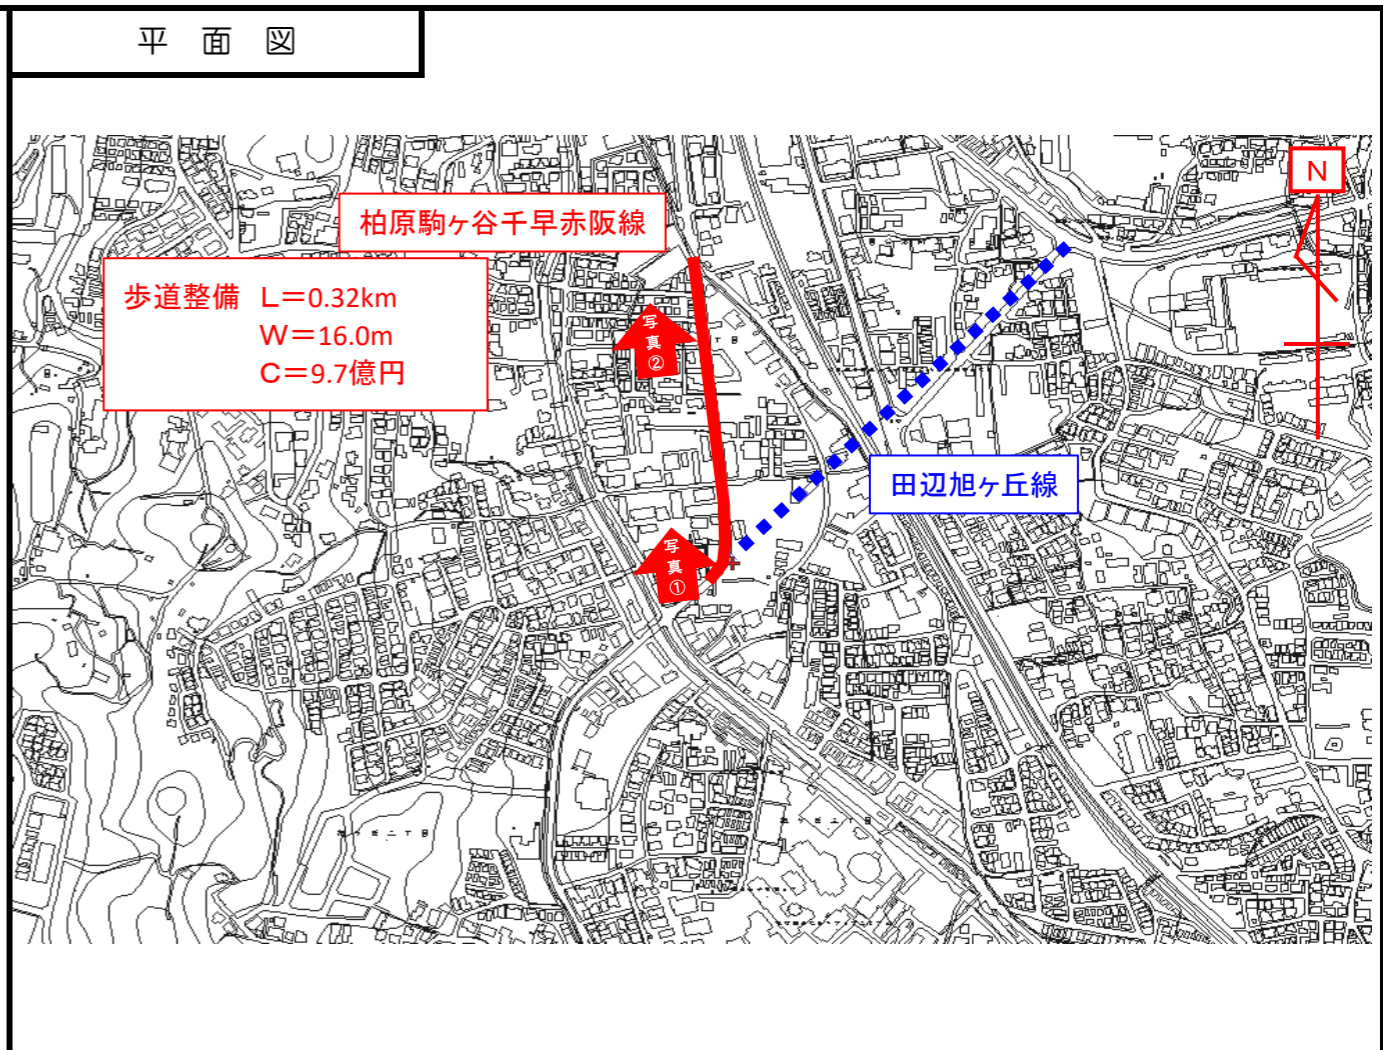 平 面 図
N
柏原駒ヶ谷千早赤阪線
歩道整備 L=0.32km
W=16.0m
C=9.7億円
写真②
田辺旭ヶ丘線
写真①